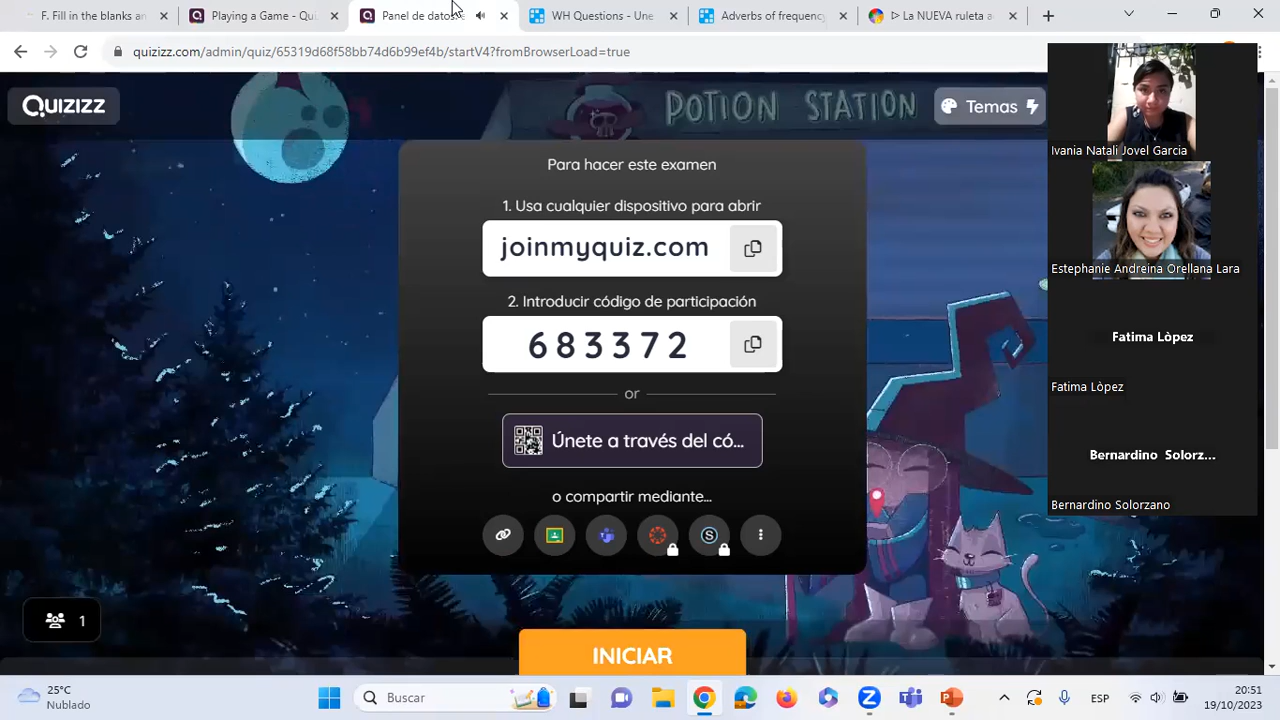 F. Fill in the blanks an
Playing a Game - Qui
Panel de datos
WH Questions - Une
Adverbs of frequency
La NUEVA ruleta a
quizizz.com/admin/quiz/65319d68f58bb74d6b99ef4b/startV4?fromBrowserLoad=true
QUIZIZZ
POTION STATION
Temas
Para hacer este examen
1. Usa cualquier dispositivo para abrir
joinmyquiz.com
2. Introducir código de participación
683372
or
Únete a través del có...
o compartir mediante...
S
1
INICIAR
Ivania Natali Jovel Garcia
Estephanie Andreina Orellana Lara
Fatima Lòpez
Fatima Lòpez
Bernardino Solorz...
Bernardino Solorzano
25°C
Nublado
Buscar
ESP
20:51
19/10/2023